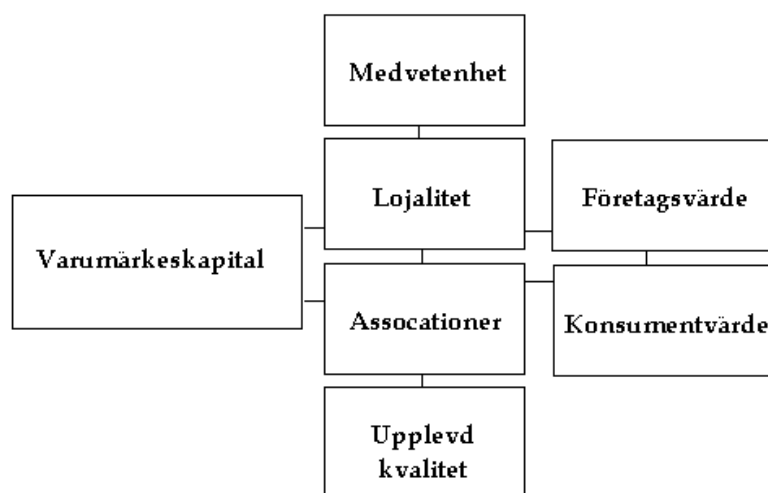 Medvetenhet
Lojalitet
Företagsvärde
Varumärkeskapital
Assocationer
Konsumentvärde
Upplevd
kvalitet